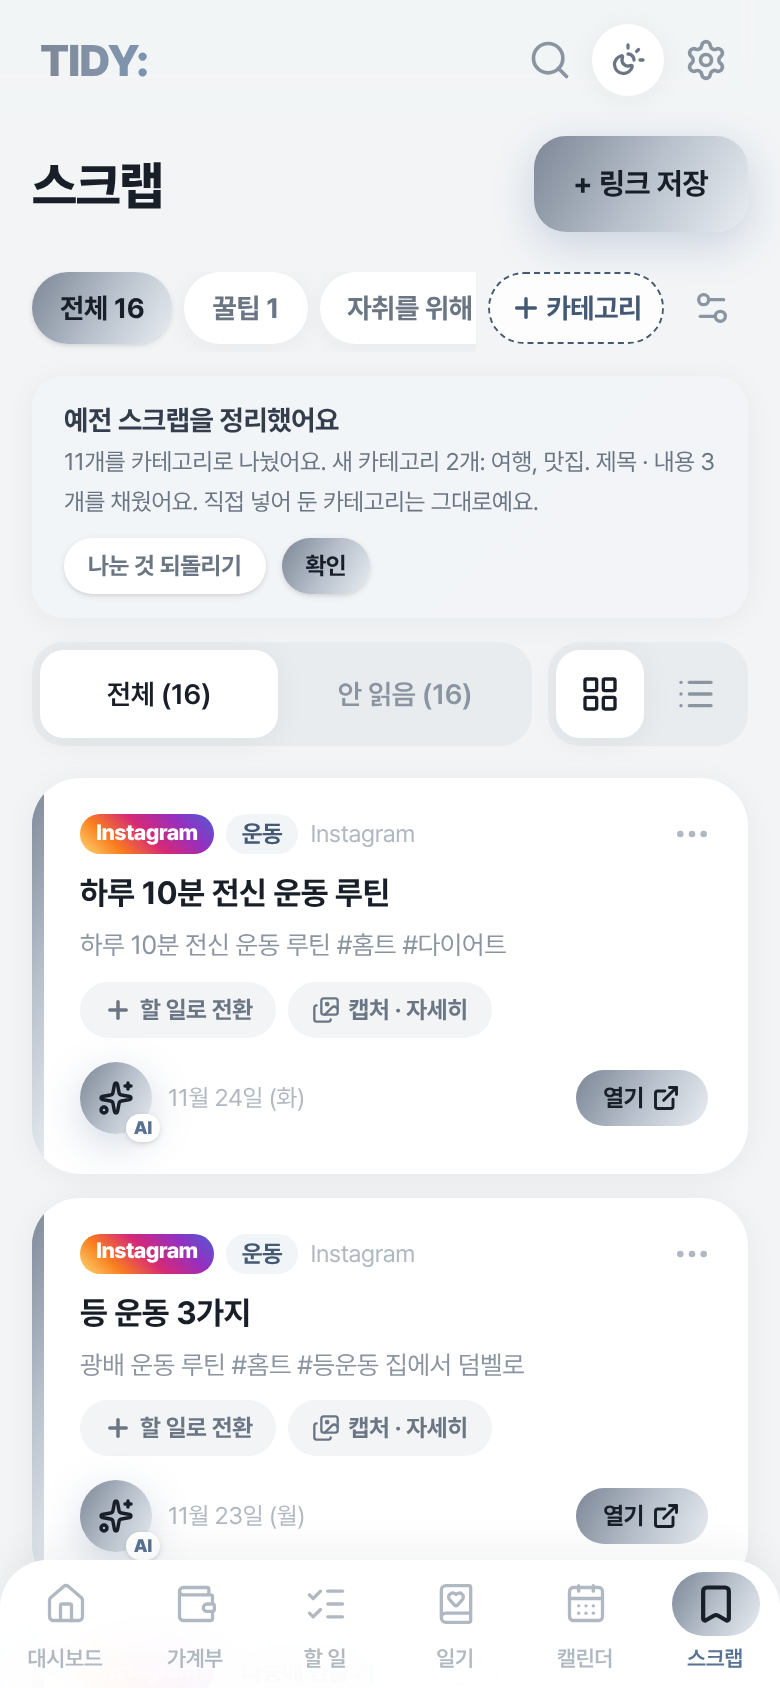 TIDY:
스크랩
+ 링크 저장
전체 16
꿀팁 1
자취를 위해
+ 카테고리
예전 스크랩을 정리했어요
11개를 카테고리로 나눴어요. 새 카테고리 2개: 여행, 맛집. 제목 · 내용 3
개를 채웠어요. 직접 넣어 둔 카테고리는 그대로예요.
나눈 것 되돌리기
확인
전체 (16)
안 읽음 (16)
Instagram 운동 Instagram
하루 10분 전신 운동 루틴
하루 10분 전신 운동 루틴 #홈트 #다이어트
+ 할 일로 전환
캡처 · 자세히
AI
11월 24일 (화)
열기
Instagram 운동 Instagram
등 운동 3가지
광배 운동 루틴 #홈트 #등운동 집에서 덤벨로
+ 할 일로 전환
캡처 · 자세히
AI
11월 23일 (월)
열기
대시보드
가계부
할 일
일기
캘린더
스크랩